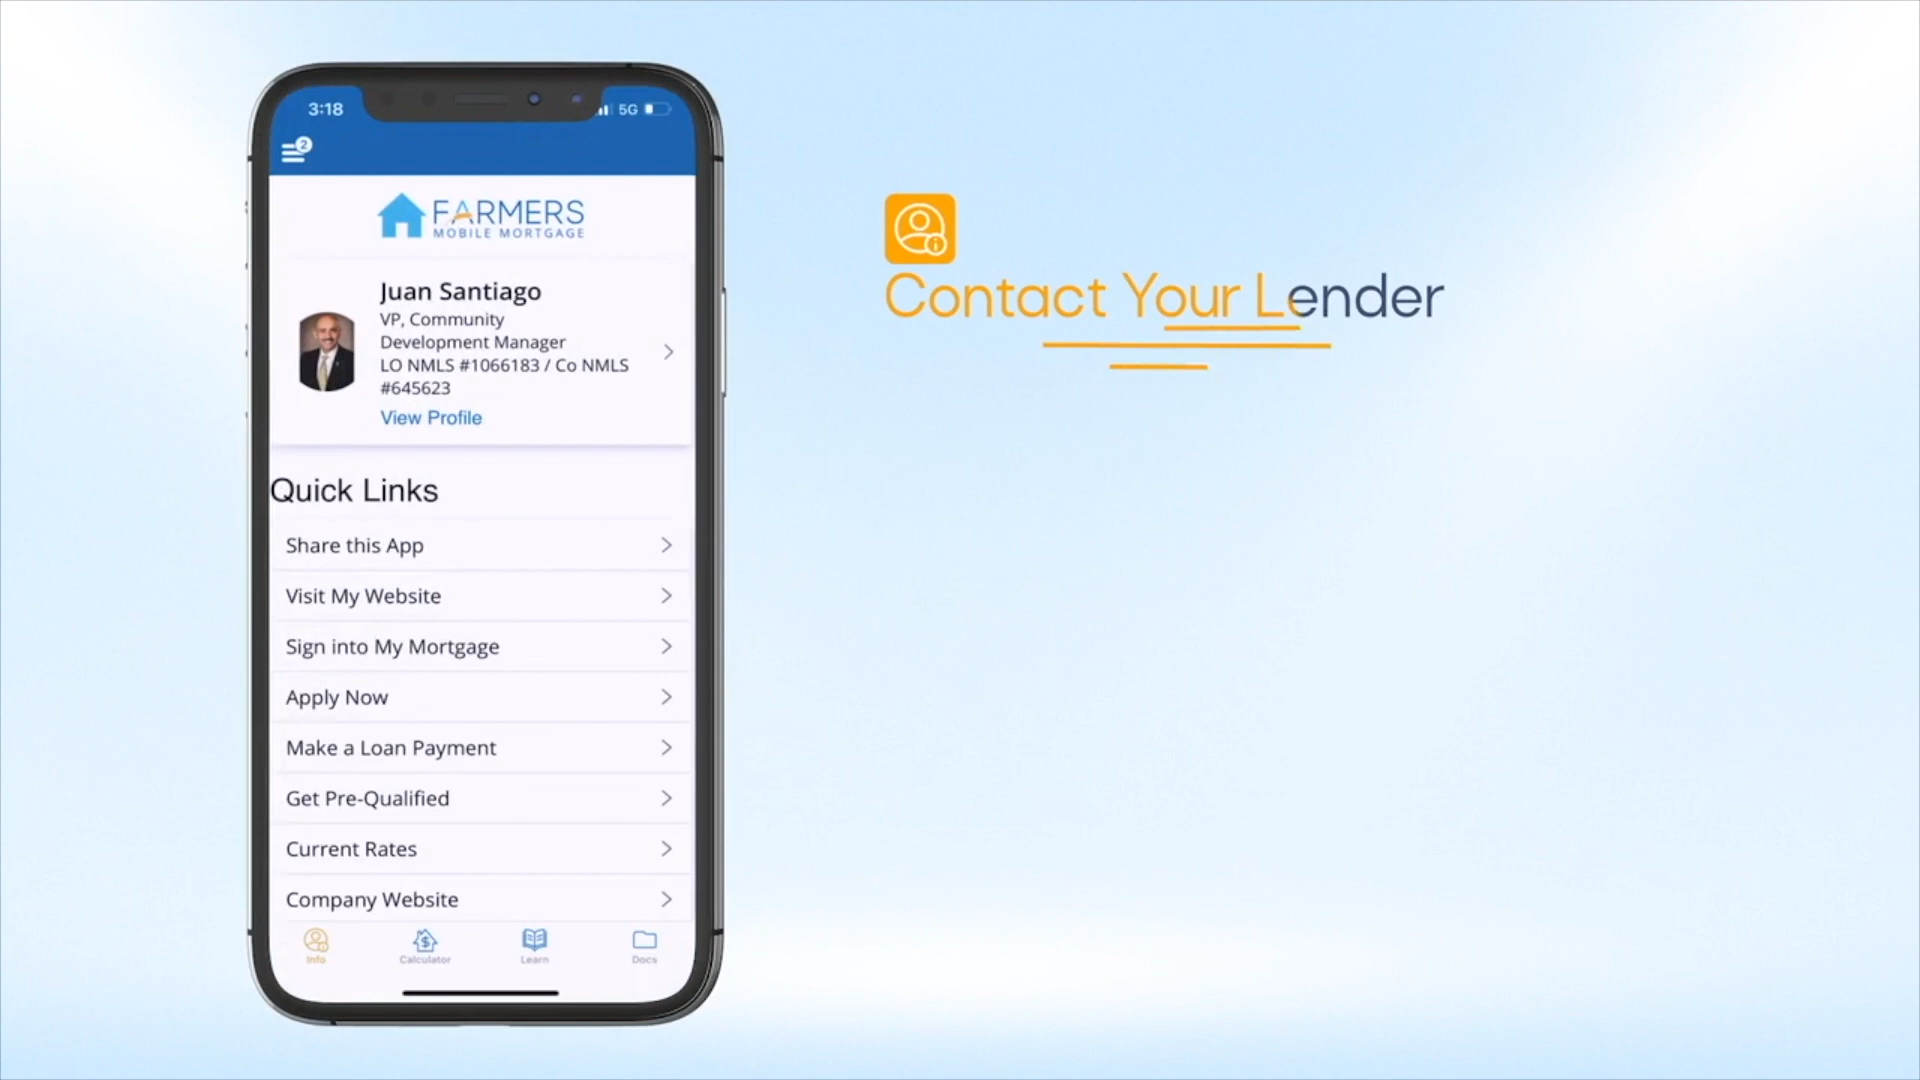 3:18
5G
2
FARMERS
MOBILE MORTGAGE
Juan Santiago
VP, Community
Development Manager
LO NMLS #1066183 / Co NMLS
#645623
View Profile
Quick Links
Share this App
Visit My Website
Sign into My Mortgage
Apply Now
Make a Loan Payment
Get Pre-Qualified
Current Rates
Company Website
Info
Calculator
Learn
Docs
Contact Your Lender